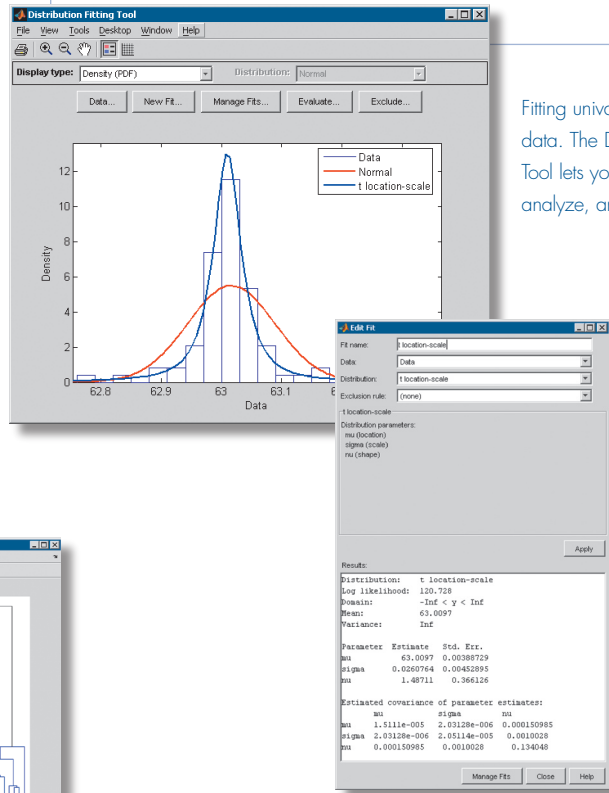 Distribution Fitting Tool
File View Tools Desktop Window Help
Display type: Density (PDF) Distribution: Normal
Data... New Fit... Manage Fits... Evaluate... Exclude...
Data
Normal
t location-scale
12
10
8
6
4
2
0
Density
62.8 62.9 63 63.1
Data
Fitting
data. The
Tool lets
analyze,
Edit Fit
Fit name: t location-scale
Data: Data
Distribution: t location-scale
Exclusion rule: (none)
t location-scale
Distribution parameters:
mu (location)
sigma (scale)
nu (shape)
Apply
Results:
Distribution: t location-scale
Log likelihood: 120.728
Domain: -Inf < y < Inf
Mean: 63.0097
Variance: Inf
Parameter Estimate Std. Err.
mu 63.0097 0.00388729
sigma 0.0260764 0.00452895
nu 1.48711 0.366126
Estimated covariance of parameter estimates:
mu sigma nu
mu 1.5111e-005 2.03128e-006 0.000150985
sigma 2.03128e-006 2.05114e-005 0.0010028
nu 0.000150985 0.0010028 0.134048
Manage Fits Close Help